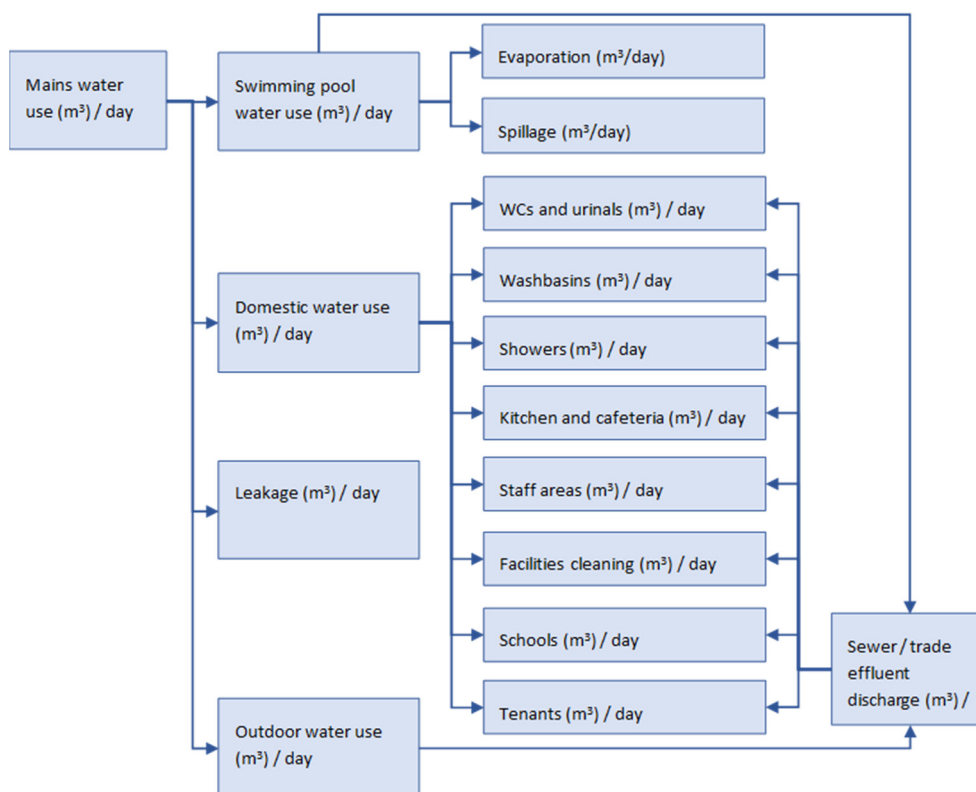 Mains water
use (m³) / day
Swimming pool
water use (m³) / day
Evaporation (m³/day)
Spillage (m³/day)
Domestic water use
(m³) / day
WCs and urinals (m³) / day
Washbasins (m³) / day
Showers (m³) / day
Kitchen and cafeteria (m³) / day
Staff areas (m³) / day
Facilities cleaning (m³) / day
Schools (m³) / day
Tenants (m³) / day
Leakage (m³) / day
Outdoor water use
(m³) / day
Sewer / trade
effluent
discharge (m³) /